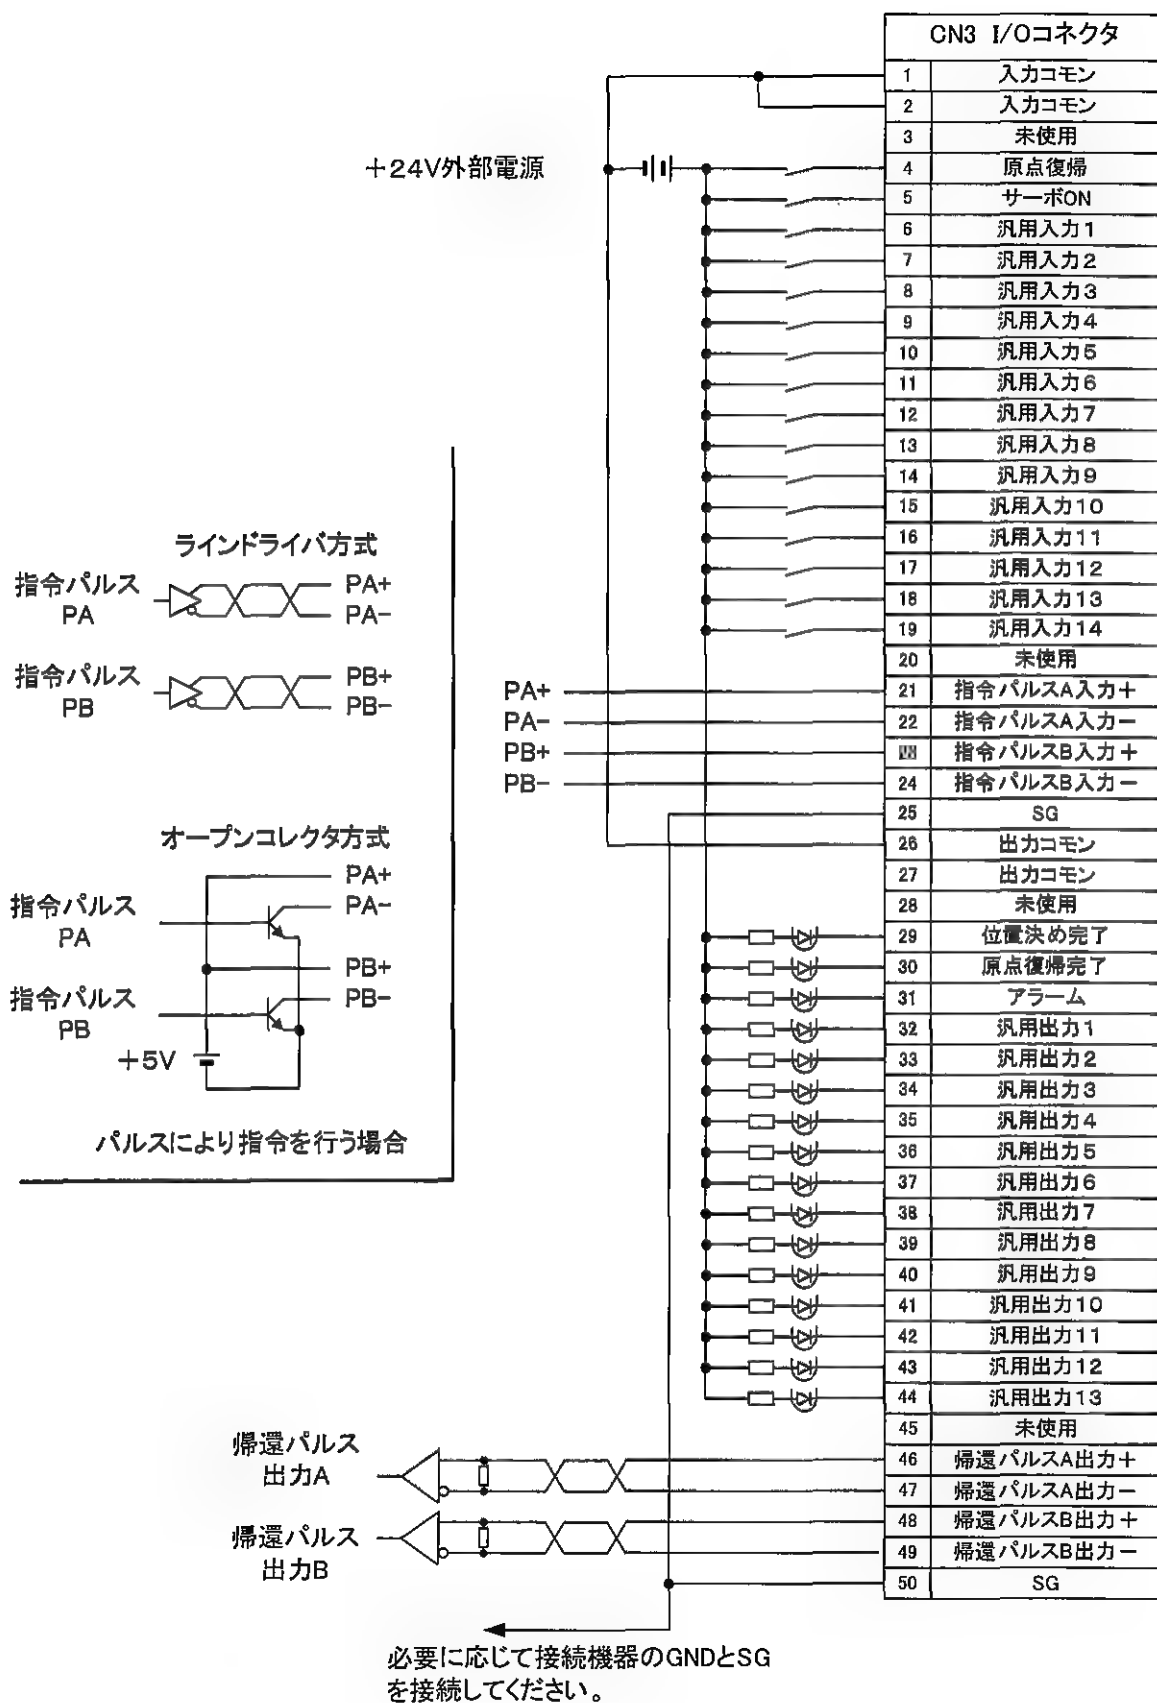 CN3 I/Oコネクタ
1 入力コモン
2 入力コモン
3 未使用
+24V外部電源
4 原点復帰
5 サーボON
6 汎用入力1
7 汎用入力2
8 汎用入力3
9 汎用入力4
10 汎用入力5
11 汎用入力6
12 汎用入力7
13 汎用入力8
14 汎用入力9
15 汎用入力10
16 汎用入力11
17 汎用入力12
18 汎用入力13
19 汎用入力14
20 未使用
PA+ 21 指令パルスA入力+
PA- 22 指令パルスA入力-
PB+ 指令パルスB入力+
PB- 24 指令パルスB入力-
25 SG
26 出力コモン
27 出力コモン
28 未使用
29 位置決め完了
30 原点復帰完了
31 アラーム
32 汎用出力1
33 汎用出力2
34 汎用出力3
35 汎用出力4
36 汎用出力5
37 汎用出力6
38 汎用出力7
39 汎用出力8
40 汎用出力9
41 汎用出力10
42 汎用出力11
43 汎用出力12
44 汎用出力13
45 未使用
46 帰還パルスA出力+
47 帰還パルスA出力-
48 帰還パルスB出力+
49 帰還パルスB出力-
50 SG
ラインドライバ方式
指令パルス
PA
PA+
PA-
指令パルス
PB
PB+
PB-
オープンコレクタ方式
PA+
指令パルス
PA
PA-
PB+
指令パルス
PB
PB-
+5V
パルスにより指令を行う場合
帰還パルス
出力A
帰還パルス
出力B
必要に応じて接続機器のGNDとSG
を接続してください。